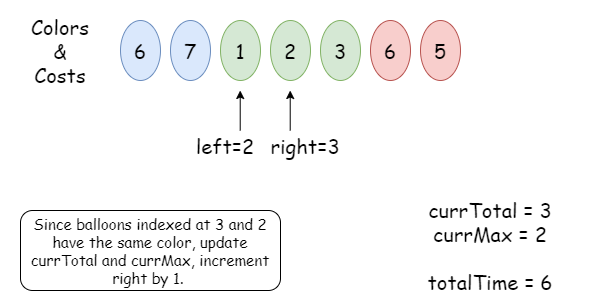 Colors
&
Costs
6 7 1 2 3 6 5
left=2 right=3
Since balloons indexed at 3 and 2
have the same color, update
currTotal and currMax, increment
right by 1.
currTotal = 3
currMax = 2
totalTime = 6